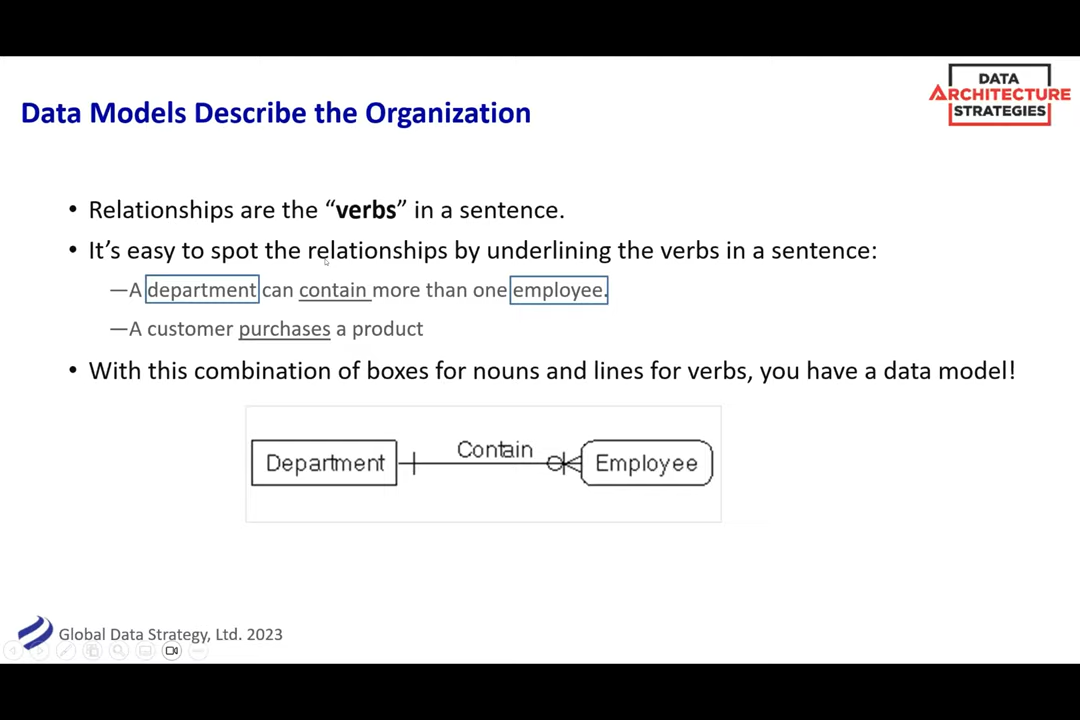 DATA
ARCHITECTURE
STRATEGIES
Data Models Describe the Organization
• Relationships are the “verbs” in a sentence.
• It’s easy to spot the relationships by underlining the verbs in a sentence:
—A department can contain more than one employee.
—A customer purchases a product
• With this combination of boxes for nouns and lines for verbs, you have a data model!
Contain
Department Employee
Global Data Strategy, Ltd. 2023